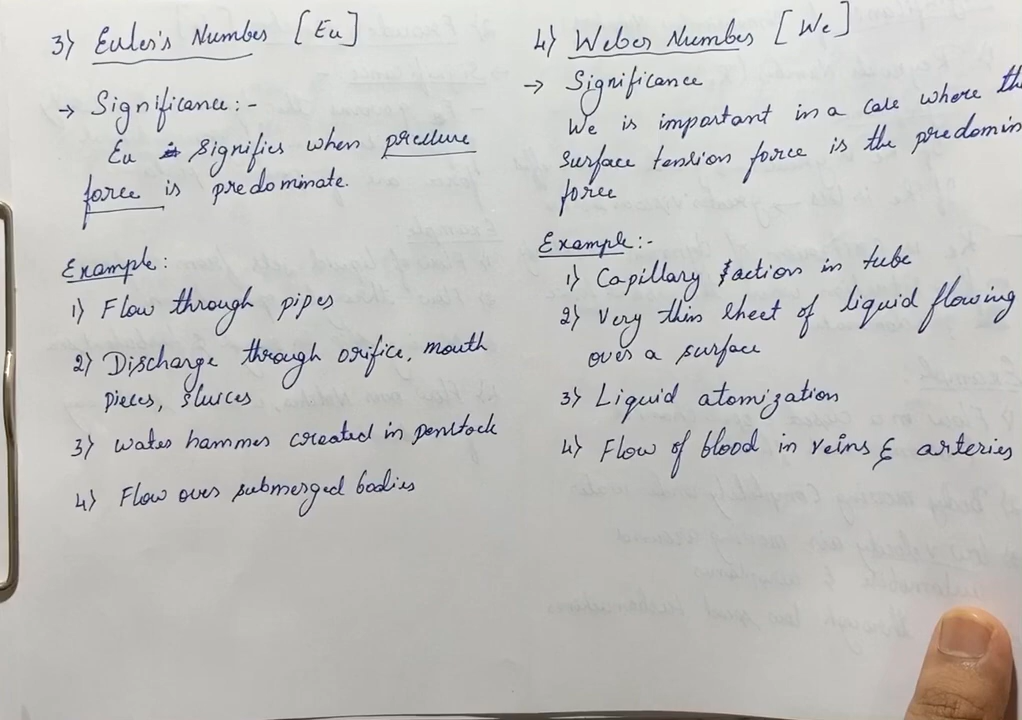 3) Euler's Number [Eu]
→ Significance:-
Eu signifies when pressure
force is predominate.
Example:
1) Flow through pipes
2) Discharge through orifice, mouth
pieces, sluices
3) water hammer created in penstock
4) Flow over submerged bodies
4) Weber Number [We]
→ Significance
We is important in a case where th
surface tension force is the predomin
force
Example:-
1) Capillary action in tube
2) Very thin sheet of liquid flowing
over a surface
3) Liquid atomization
4) Flow of blood in veins & arteries